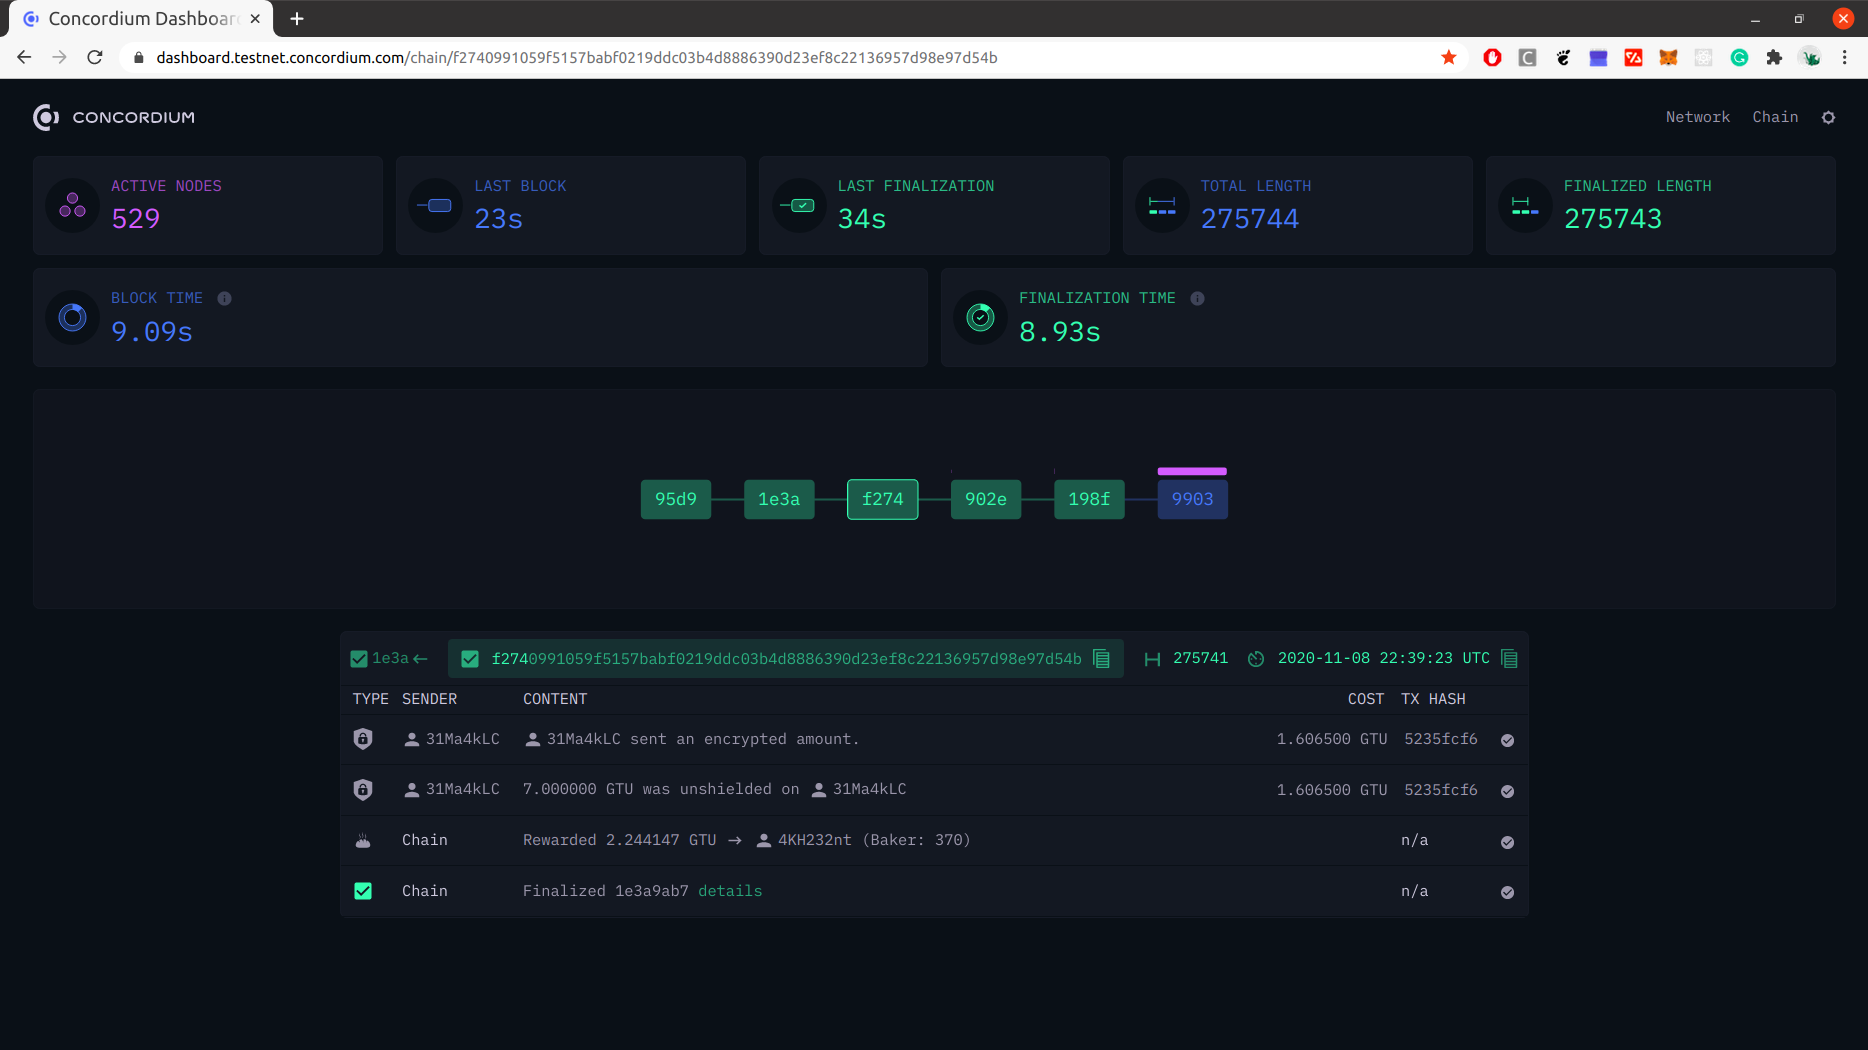 Concordium Dashboar
dashboard.testnet.concordium.com/chain/f2740991059f5157babf0219ddc03b4d8886390d23ef8c22136957d98e97d54b
CONCORDIUM
Network Chain
ACTIVE NODES
529
LAST BLOCK
23s
LAST FINALIZATION
34s
TOTAL LENGTH
275744
FINALIZED LENGTH
275743
BLOCK TIME
9.09s
FINALIZATION TIME
8.93s
95d9 1e3a f274 902e 198f 9903
1e3a f2740991059f5157babf0219ddc03b4d8886390d23ef8c22136957d98e97d54b 275741 2020-11-08 22:39:23 UTC
TYPE SENDER CONTENT COST TX HASH
31Ma4kLC 31Ma4kLC sent an encrypted amount. 1.606500 GTU 5235fcf6
31Ma4kLC 7.000000 GTU was unshielded on 31Ma4kLC 1.606500 GTU 5235fcf6
Chain Rewarded 2.244147 GTU → 4KH232nt (Baker: 370) n/a
Chain Finalized 1e3a9ab7 details n/a